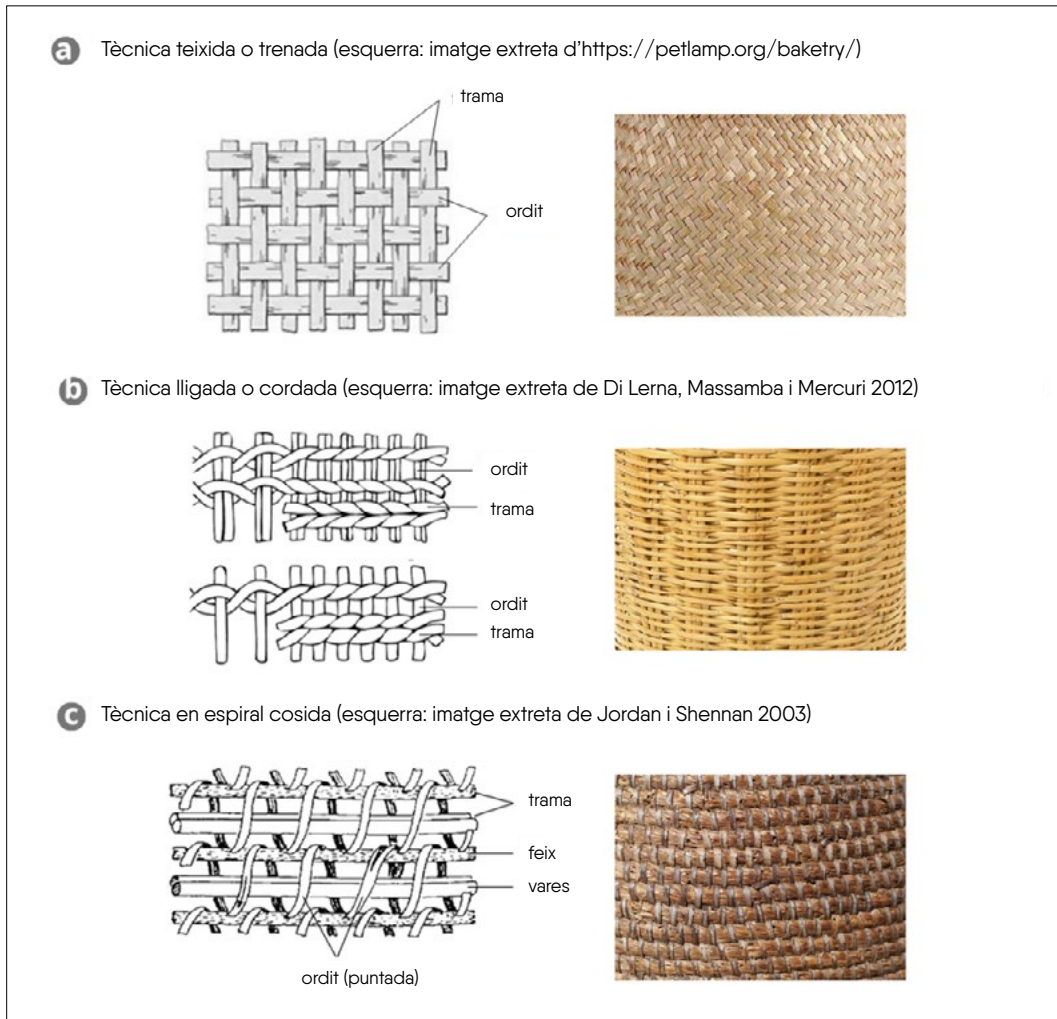 a Tècnica teixida o trenada (esquerra: imatge extreta d'https://petlamp.org/baketry/)
trama
ordit
b Tècnica lligada o cordada (esquerra: imatge extreta de Di Lerna, Massamba i Mercuri 2012)
ordit
trama
ordit
trama
c Tècnica en espiral cosida (esquerra: imatge extreta de Jordan i Shennan 2003)
trama
feix
vares
ordit (puntada)